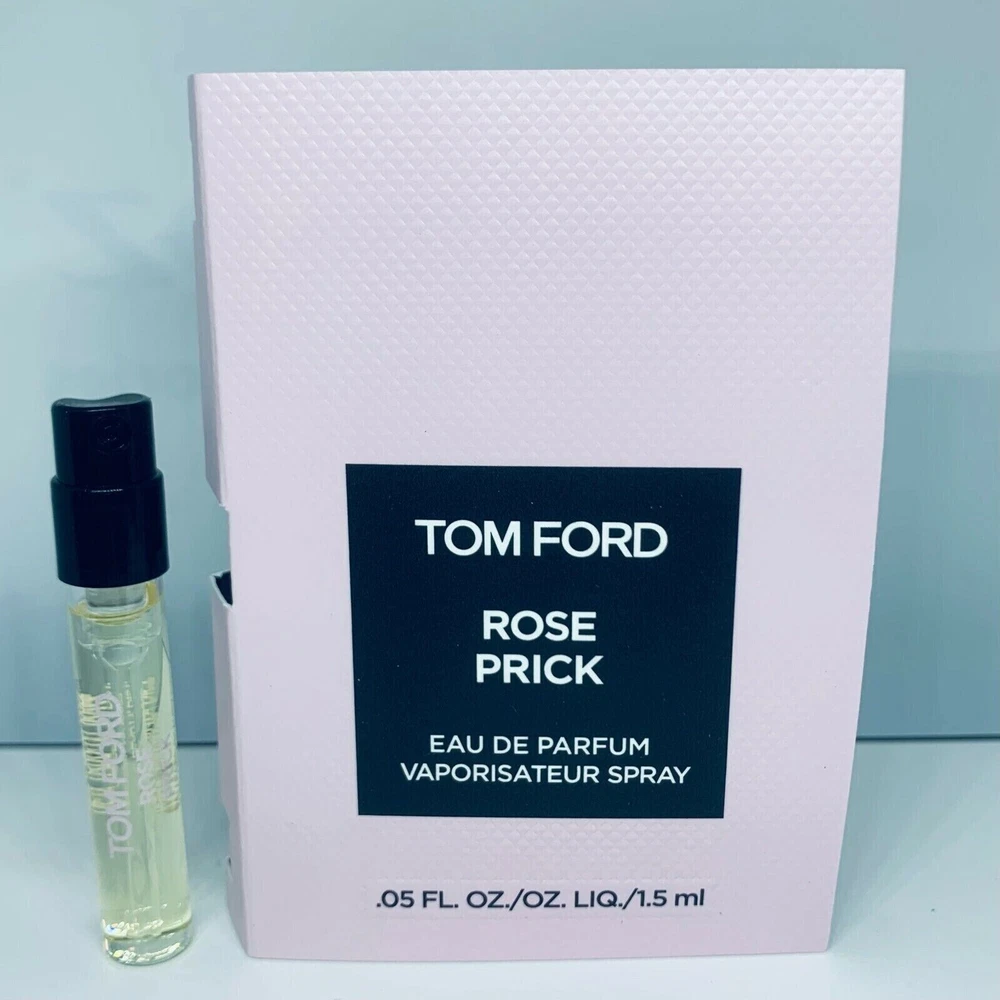 TOM FORD
ROSE
PRICK
EAU DE PARFUM
VAPORISATEUR SPRAY
.05 FL. OZ./OZ. LIQ./1.5 ml
TOM FORD
ROSE